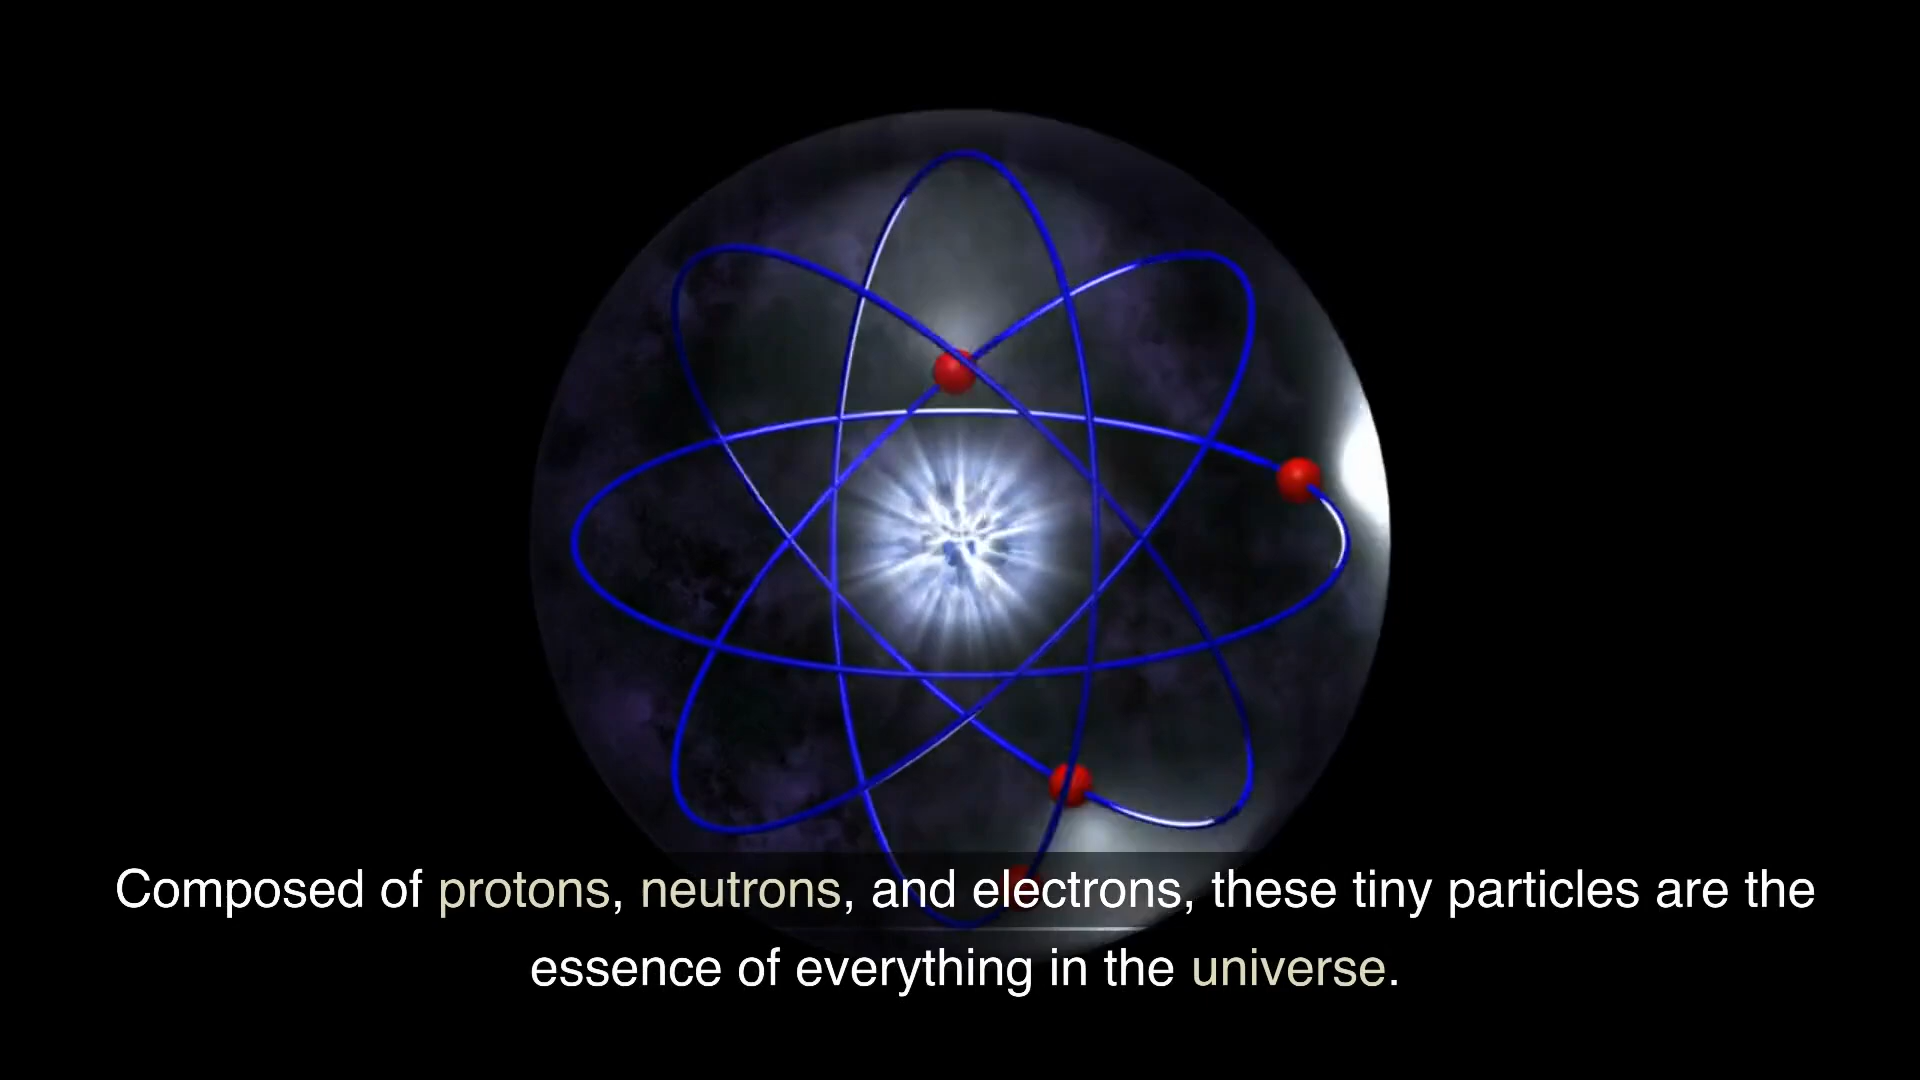 Composed of protons, neutrons, and electrons, these tiny particles are the
essence of everything in the universe.